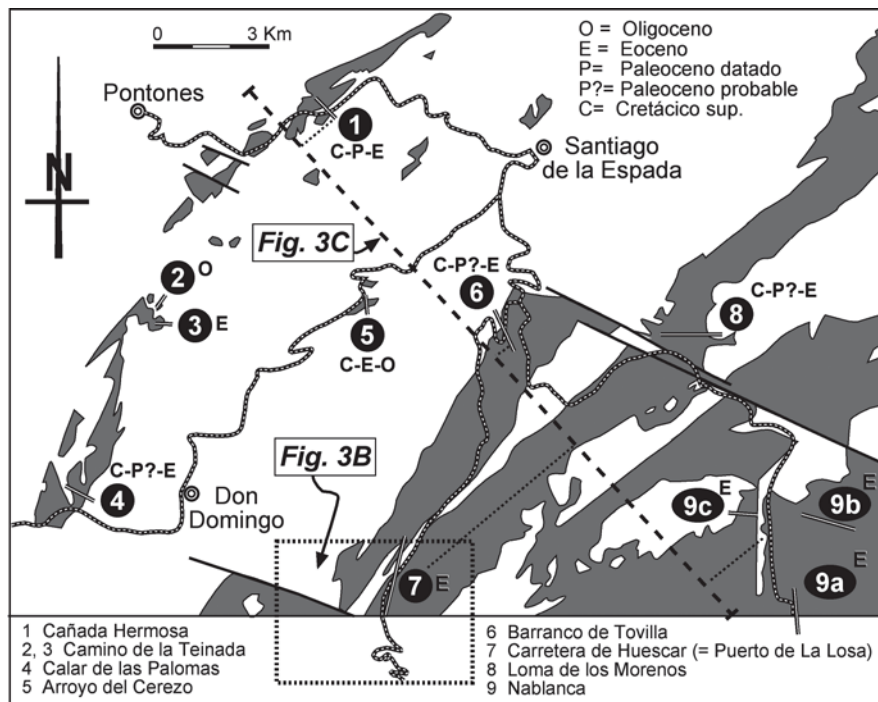 0 3 Km
O = Oligoceno
E = Eoceno
P= Paleoceno datado
P?= Paleoceno probable
C= Cretácico sup.
Pontones
N
1
C-P-E
Santiago
de la Espada
Fig. 3C
2 O
3 E
C-P?-E
6
5
C-E-O
C-P?-E
8
Fig. 3B
C-P?-E
4
Don
Domingo
7 E
9c E
9b E
9a E
1 Cañada Hermosa
2, 3 Camino de la Teinada
4 Calar de las Palomas
5 Arroyo del Cerezo
6 Barranco de Tovilla
7 Carretera de Huescar (= Puerto de La Losa)
8 Loma de los Morenos
9 Nablanca